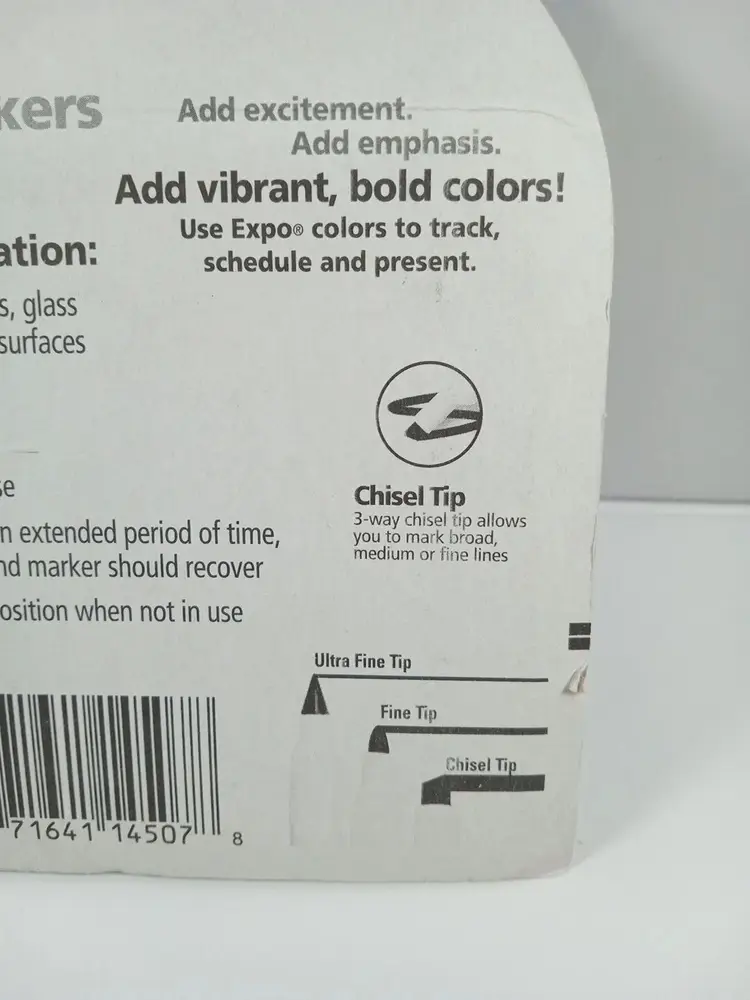 kers
Add excitement.
Add emphasis.
Add vibrant, bold colors!
Use Expo® colors to track,
schedule and present.
ation:
s, glass
surfaces
Chisel Tip
3-way chisel tip allows
you to mark broad,
medium or fine lines
se
n extended period of time,
nd marker should recover
osition when not in use
Ultra Fine Tip
Fine Tip
Chisel Tip
71641 14507 8